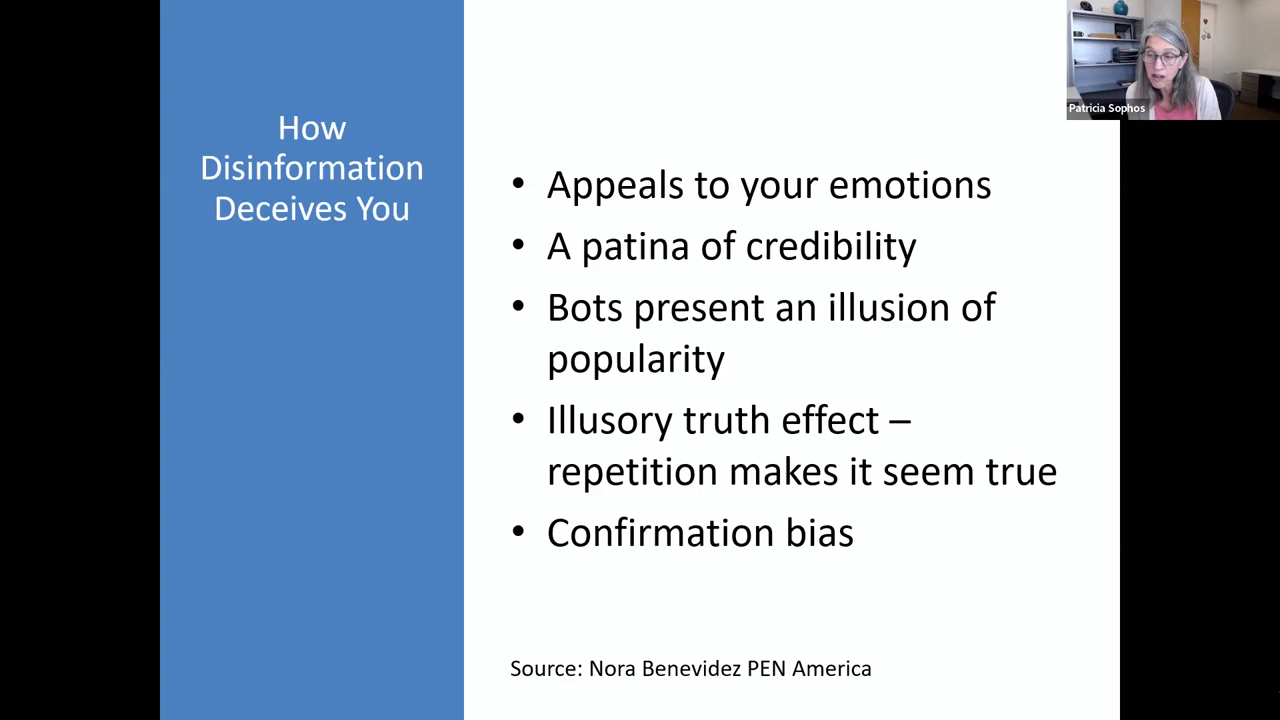 How
Disinformation
Deceives You
• Appeals to your emotions
• A patina of credibility
• Bots present an illusion of
popularity
• Illusory truth effect –
repetition makes it seem true
• Confirmation bias
Source: Nora Benevidez PEN America
Patricia Sophos